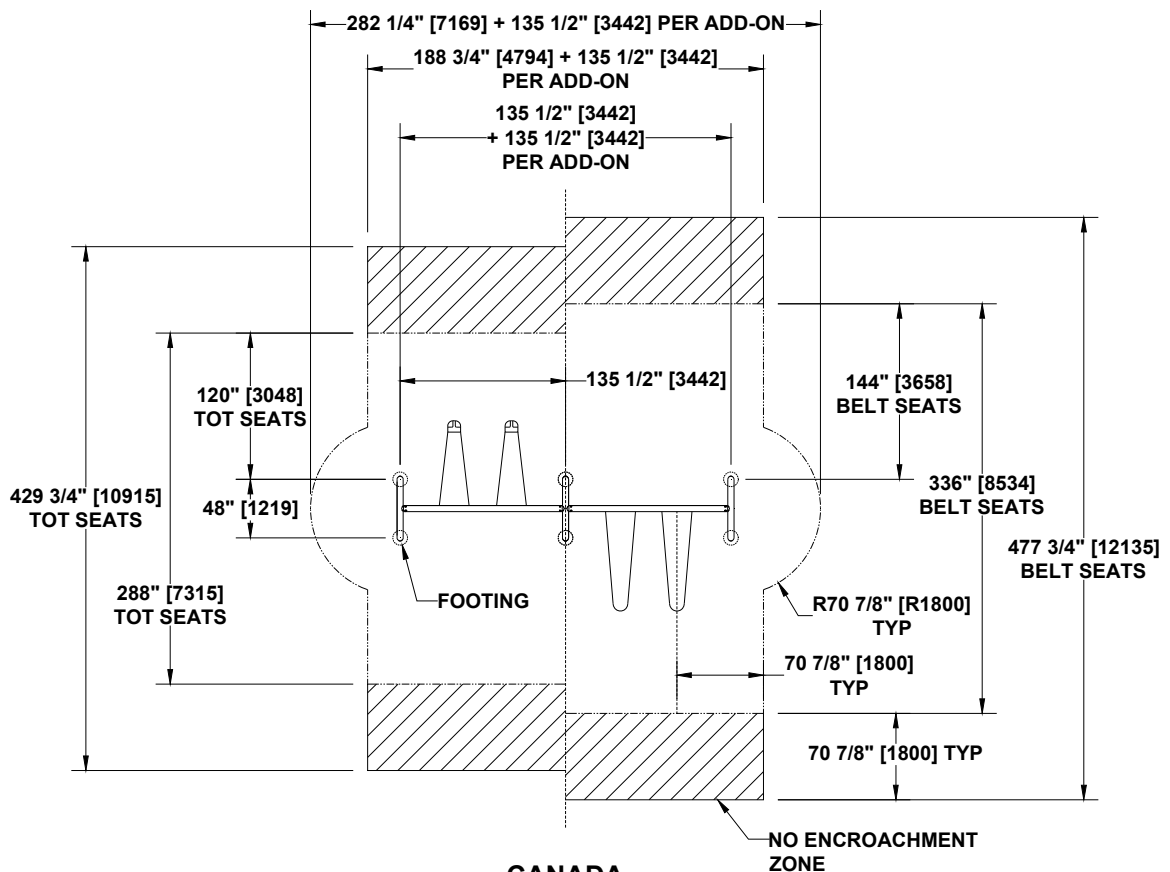 282 1/4" [7169] + 135 1/2" [3442] PER ADD-ON
188 3/4" [4794] + 135 1/2" [3442]
PER ADD-ON
135 1/2" [3442]
+ 135 1/2" [3442]
PER ADD-ON
120" [3048]
TOT SEATS
135 1/2" [3442]
144" [3658]
BELT SEATS
429 3/4" [10915]
TOT SEATS
48" [1219]
336" [8534]
BELT SEATS
477 3/4" [12135]
BELT SEATS
288" [7315]
TOT SEATS
FOOTING
R70 7/8" [R1800]
TYP
70 7/8" [1800]
TYP
70 7/8" [1800] TYP
NO ENCROACHMENT
ZONE
CANADA